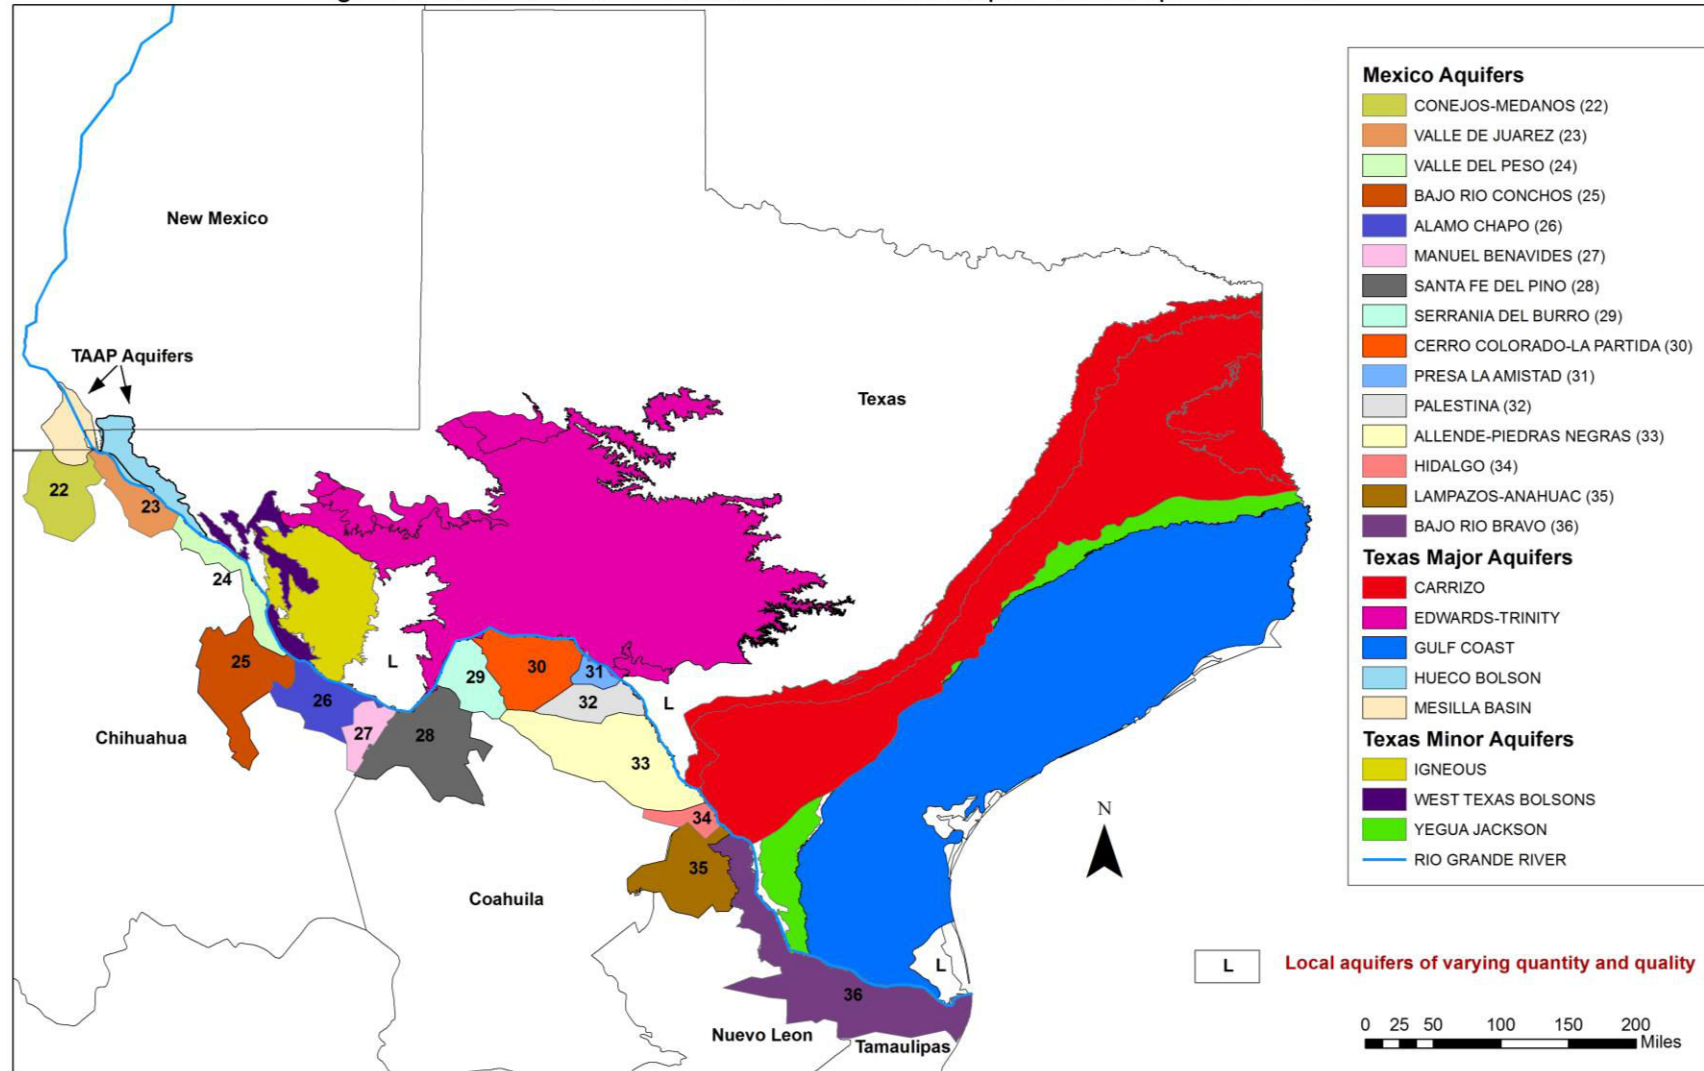 New Mexico
TAAP Aquifers
Texas
22
23
24
25
26
27
28
29
30
31
32
33
34
35
36
L
L
L
Chihuahua
Coahuila
Nuevo Leon
Tamaulipas
N
Mexico Aquifers
CONEJOS-MEDANOS (22)
VALLE DE JUAREZ (23)
VALLE DEL PESO (24)
BAJO RIO CONCHOS (25)
ALAMO CHAPO (26)
MANUEL BENAVIDES (27)
SANTA FE DEL PINO (28)
SERRANIA DEL BURRO (29)
CERRO COLORADO-LA PARTIDA (30)
PRESA LA AMISTAD (31)
PALESTINA (32)
ALLENDE-PIEDRAS NEGRAS (33)
HIDALGO (34)
LAMPAZOS-ANAHUAC (35)
BAJO RIO BRAVO (36)
Texas Major Aquifers
CARRIZO
EDWARDS-TRINITY
GULF COAST
HUECO BOLSON
MESILLA BASIN
Texas Minor Aquifers
IGNEOUS
WEST TEXAS BOLSONS
YEGUA JACKSON
RIO GRANDE RIVER
L Local aquifers of varying quantity and quality
0 25 50 100 150 200
Miles